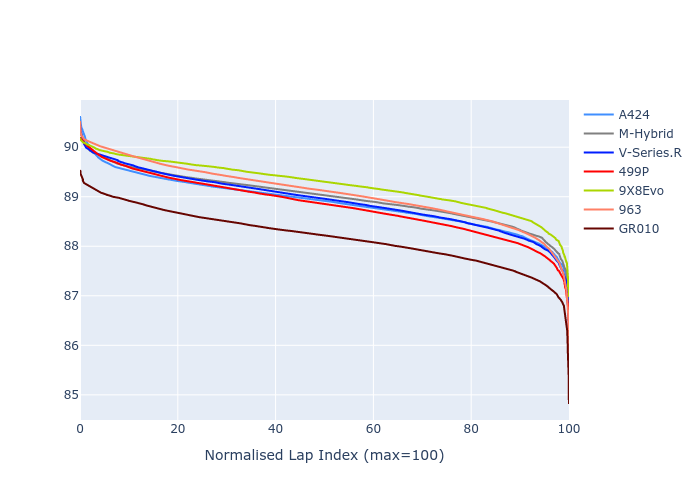 A424
M-Hybrid
V-Series.R
499P
9X8Evo
963
GR010
90
89
88
87
86
85
0 20 40 60 80 100
Normalised Lap Index (max=100)